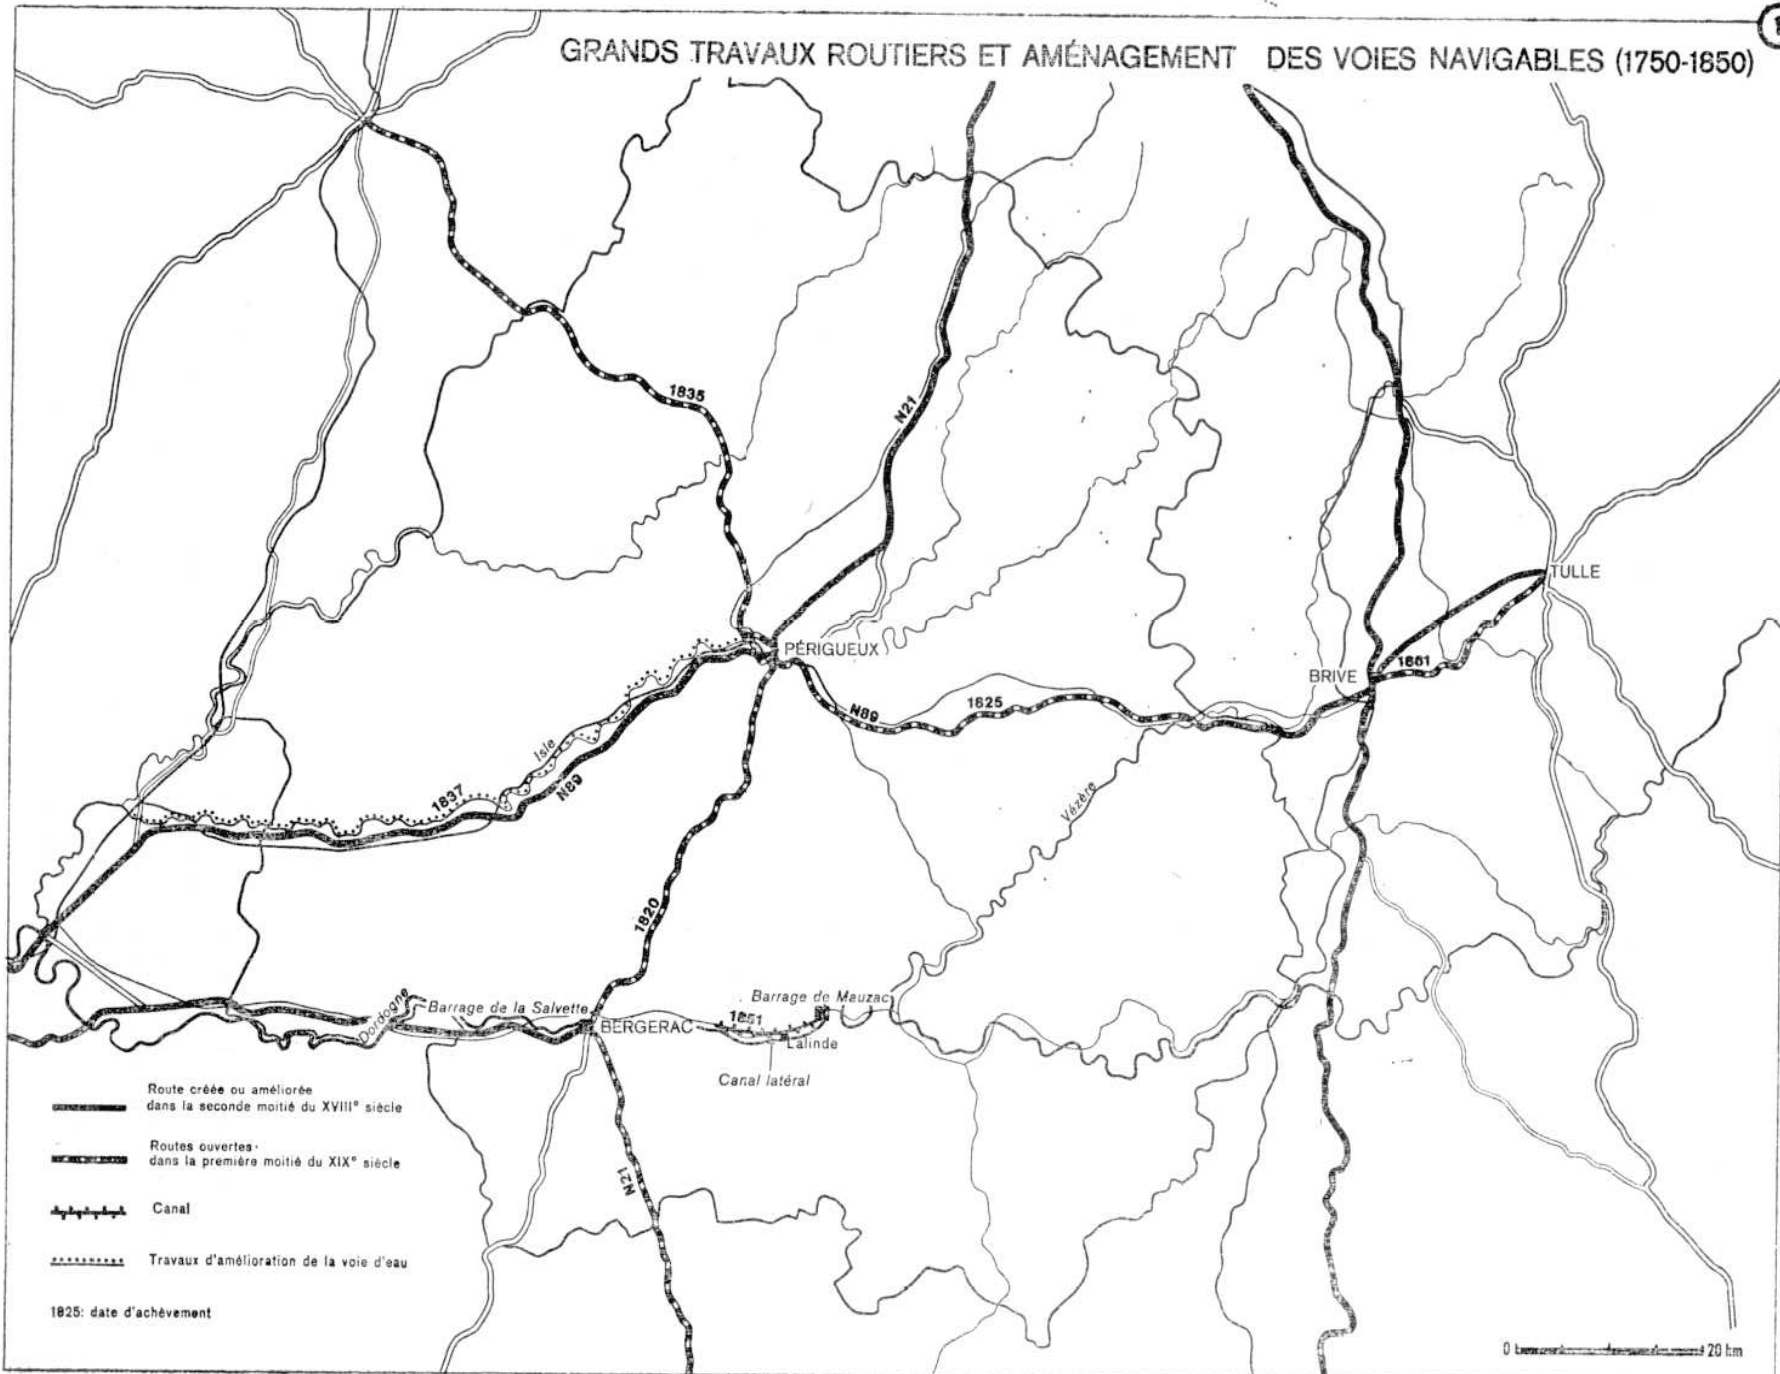 GRANDS TRAVAUX ROUTIERS ET AMÉNAGEMENT DES VOIES NAVIGABLES (1750-1850)
1835
N21
TULLE
PÉRIGUEUX
BRIVE
1861
N89
1825
Isle
N89
1837
Vézère
1820
Dordogne
Barrage de la Salvette
BERGERAC
Barrage de Mauzac
1851
Lalinde
Canal latéral
N21
Route créée ou améliorée
dans la seconde moitié du XVIII° siècle
Routes ouvertes
dans la première moitié du XIX° siècle
Canal
Travaux d'amélioration de la voie d'eau
1825: date d'achèvement
0 20 km